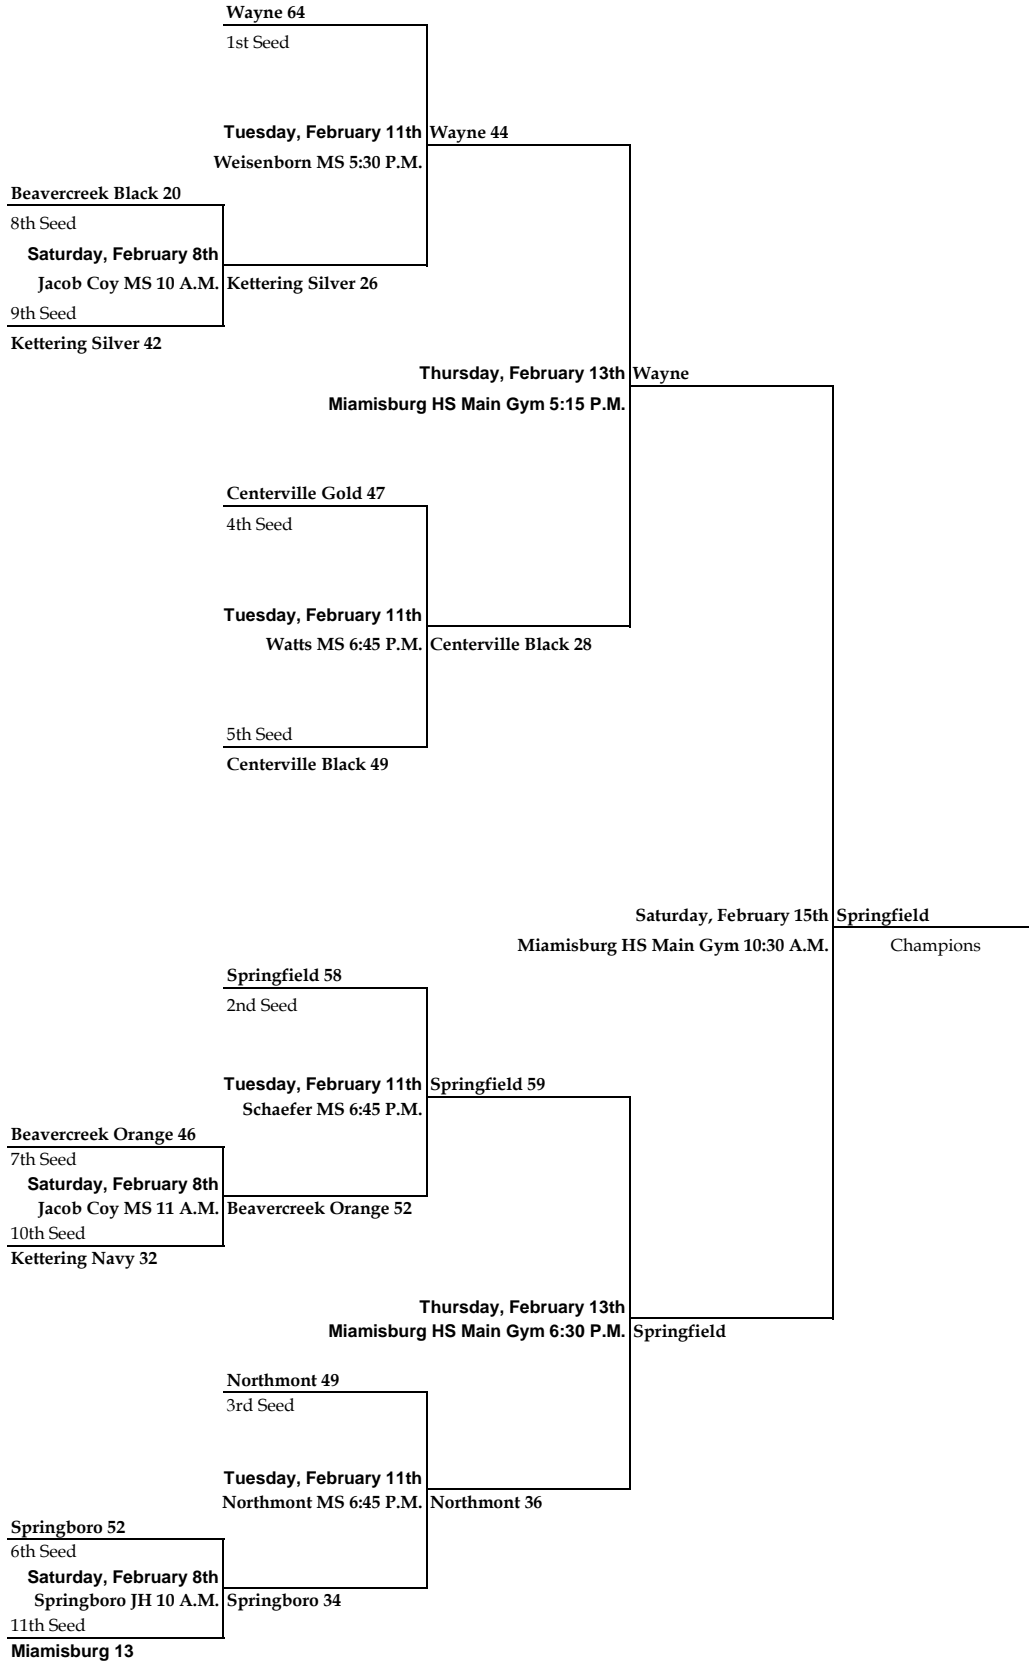 Wayne 64
1st Seed
Tuesday, February 11th Wayne 44
Weisenborn MS 5:30 P.M.
Beavercreek Black 20
8th Seed
Saturday, February 8th
Jacob Coy MS 10 A.M. Kettering Silver 26
9th Seed
Kettering Silver 42
Thursday, February 13th Wayne
Miamisburg HS Main Gym 5:15 P.M.
Centerville Gold 47
4th Seed
Tuesday, February 11th
Watts MS 6:45 P.M. Centerville Black 28
5th Seed
Centerville Black 49
Saturday, February 15th Springfield
Miamisburg HS Main Gym 10:30 A.M. Champions
Springfield 58
2nd Seed
Tuesday, February 11th Springfield 59
Schaefer MS 6:45 P.M.
Beavercreek Orange 46
7th Seed
Saturday, February 8th
Jacob Coy MS 11 A.M. Beavercreek Orange 52
10th Seed
Kettering Navy 32
Thursday, February 13th
Miamisburg HS Main Gym 6:30 P.M. Springfield
Northmont 49
3rd Seed
Tuesday, February 11th
Northmont MS 6:45 P.M. Northmont 36
Springboro 52
6th Seed
Saturday, February 8th
Springboro JH 10 A.M. Springboro 34
11th Seed
Miamisburg 13